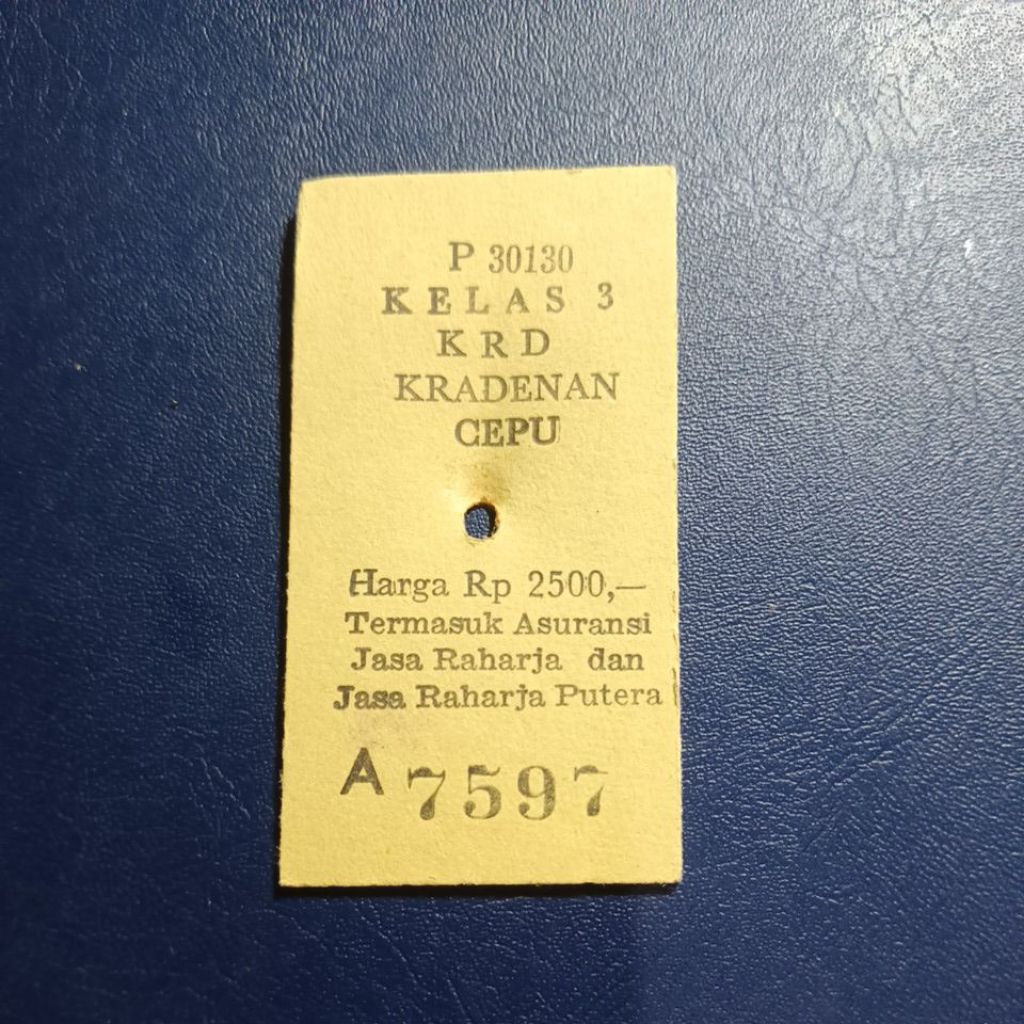 P 30130
KELAS 3
KRD
KRADENAN
CEPU
Harga Rp 2500,—
Termasuk Asuransi
Jasa Raharja dan
Jasa Raharja Putera
A 7597